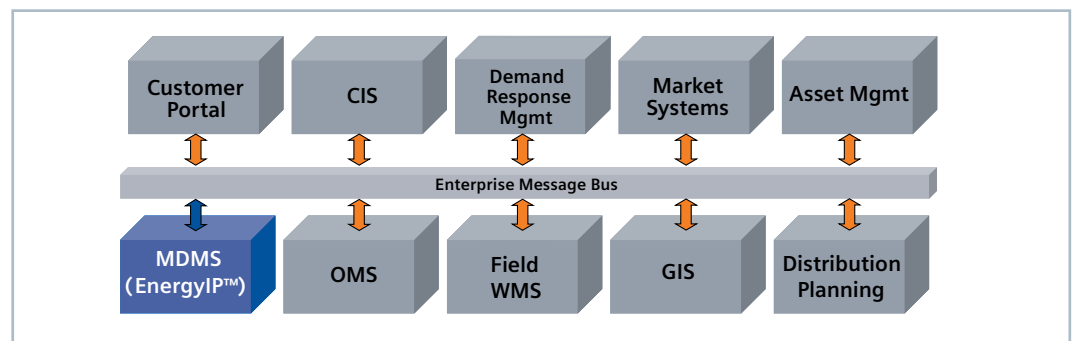 Customer
Portal
CIS
Demand
Response
Mgmt
Market
Systems
Asset Mgmt
Enterprise Message Bus
MDMS
(EnergyIP™)
OMS
Field
WMS
GIS
Distribution
Planning